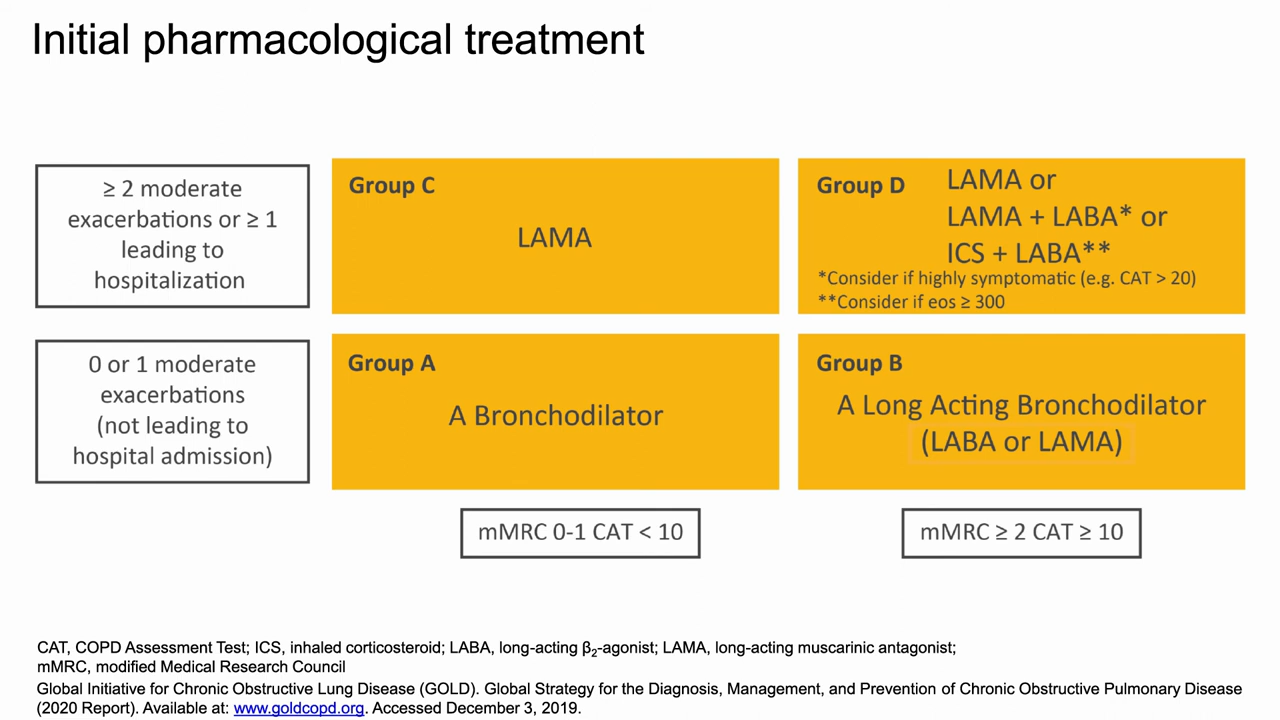 Initial pharmacological treatment
≥ 2 moderate
exacerbations or ≥ 1
leading to
hospitalization
Group C
LAMA
Group D
LAMA or
LAMA + LABA* or
ICS + LABA**
*Consider if highly symptomatic (e.g. CAT > 20)
**Consider if eos ≥ 300
0 or 1 moderate
exacerbations
(not leading to
hospital admission)
Group A
A Bronchodilator
Group B
A Long Acting Bronchodilator
(LABA or LAMA)
mMRC 0-1 CAT < 10
mMRC ≥ 2 CAT ≥ 10
CAT, COPD Assessment Test; ICS, inhaled corticosteroid; LABA, long-acting β₂-agonist; LAMA, long-acting muscarinic antagonist;
mMRC, modified Medical Research Council
Global Initiative for Chronic Obstructive Lung Disease (GOLD). Global Strategy for the Diagnosis, Management, and Prevention of Chronic Obstructive Pulmonary Disease
(2020 Report). Available at: www.goldcopd.org. Accessed December 3, 2019.